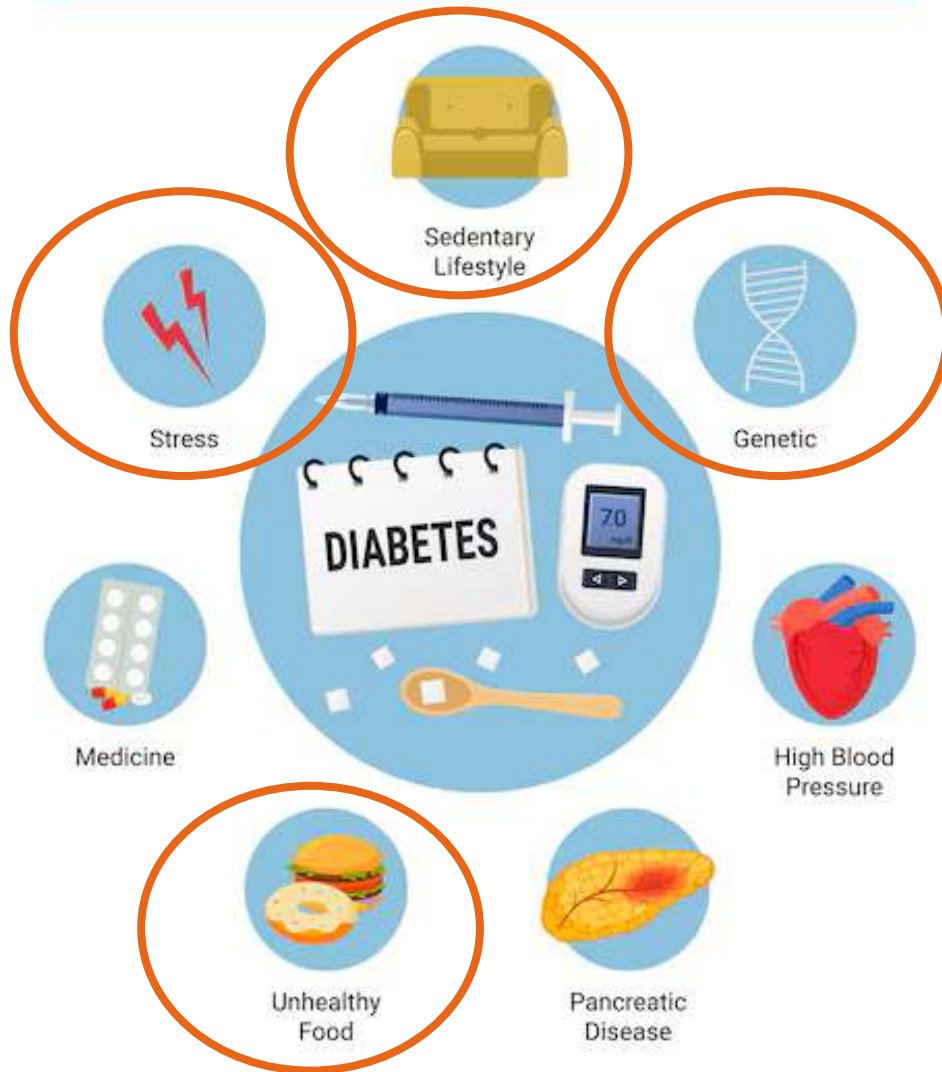 Sedentary
Lifestyle
Stress
Genetic
DIABETES
7.0
Medicine
High Blood
Pressure
Unhealthy
Food
Pancreatic
Disease